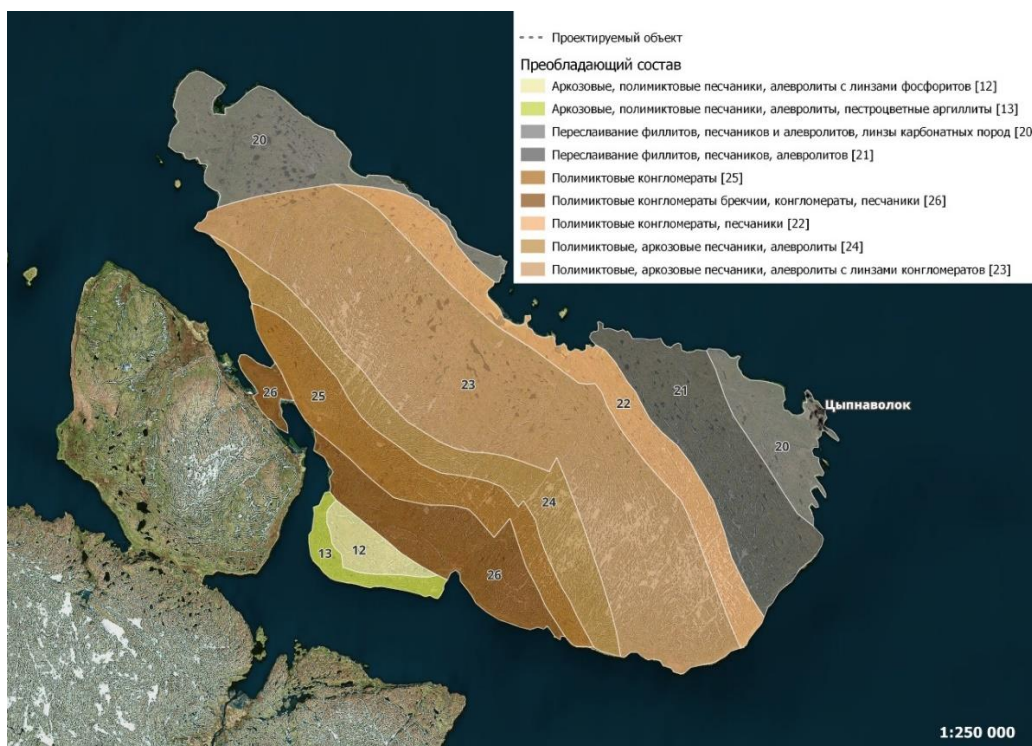 Проектируемый объект
Преобладающий состав
Аркозовые, полимиктовые песчаники, алевролиты с линзами фосфоритов [12]
Аркозовые, полимиктовые песчаники, алевролиты, пестроцветные аргиллиты [13]
Переслаивание филлитов, песчаников и алевролитов, линзы карбонатных пород [20
Переслаивание филлитов, песчаников, алевролитов [21]
Полимиктовые конгломераты [25]
Полимиктовые конгломераты брекчии, конгломераты, песчаники [26]
Полимиктовые конгломераты, песчаники [22]
Полимиктовые, аркозовые песчаники, алевролиты [24]
Полимиктовые, аркозовые песчаники, алевролиты с линзами конгломератов [23]
20
23
26
25
22
21
Цыпнаволок
20
24
13
12
26
1:250 000